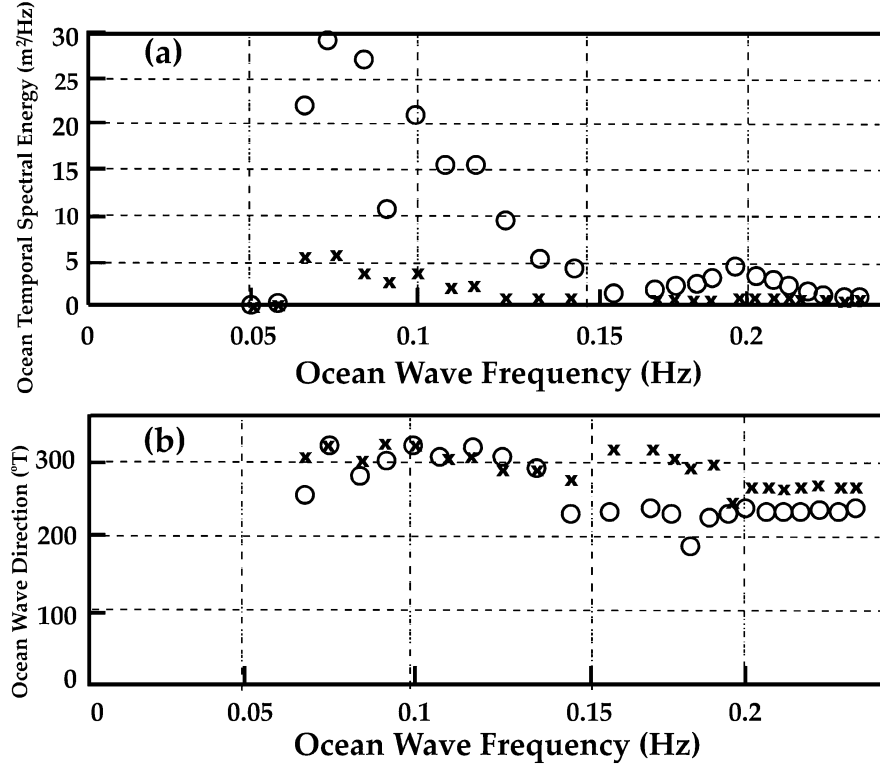 Ocean Temporal Spectral Energy (m²/Hz)
(a)
30
25
20
15
10
5
0
0 0.05 0.1 0.15 0.2
Ocean Wave Frequency (Hz)
Ocean Wave Direction (ºT)
(b)
300
200
100
0
0 0.05 0.1 0.15 0.2
Ocean Wave Frequency (Hz)